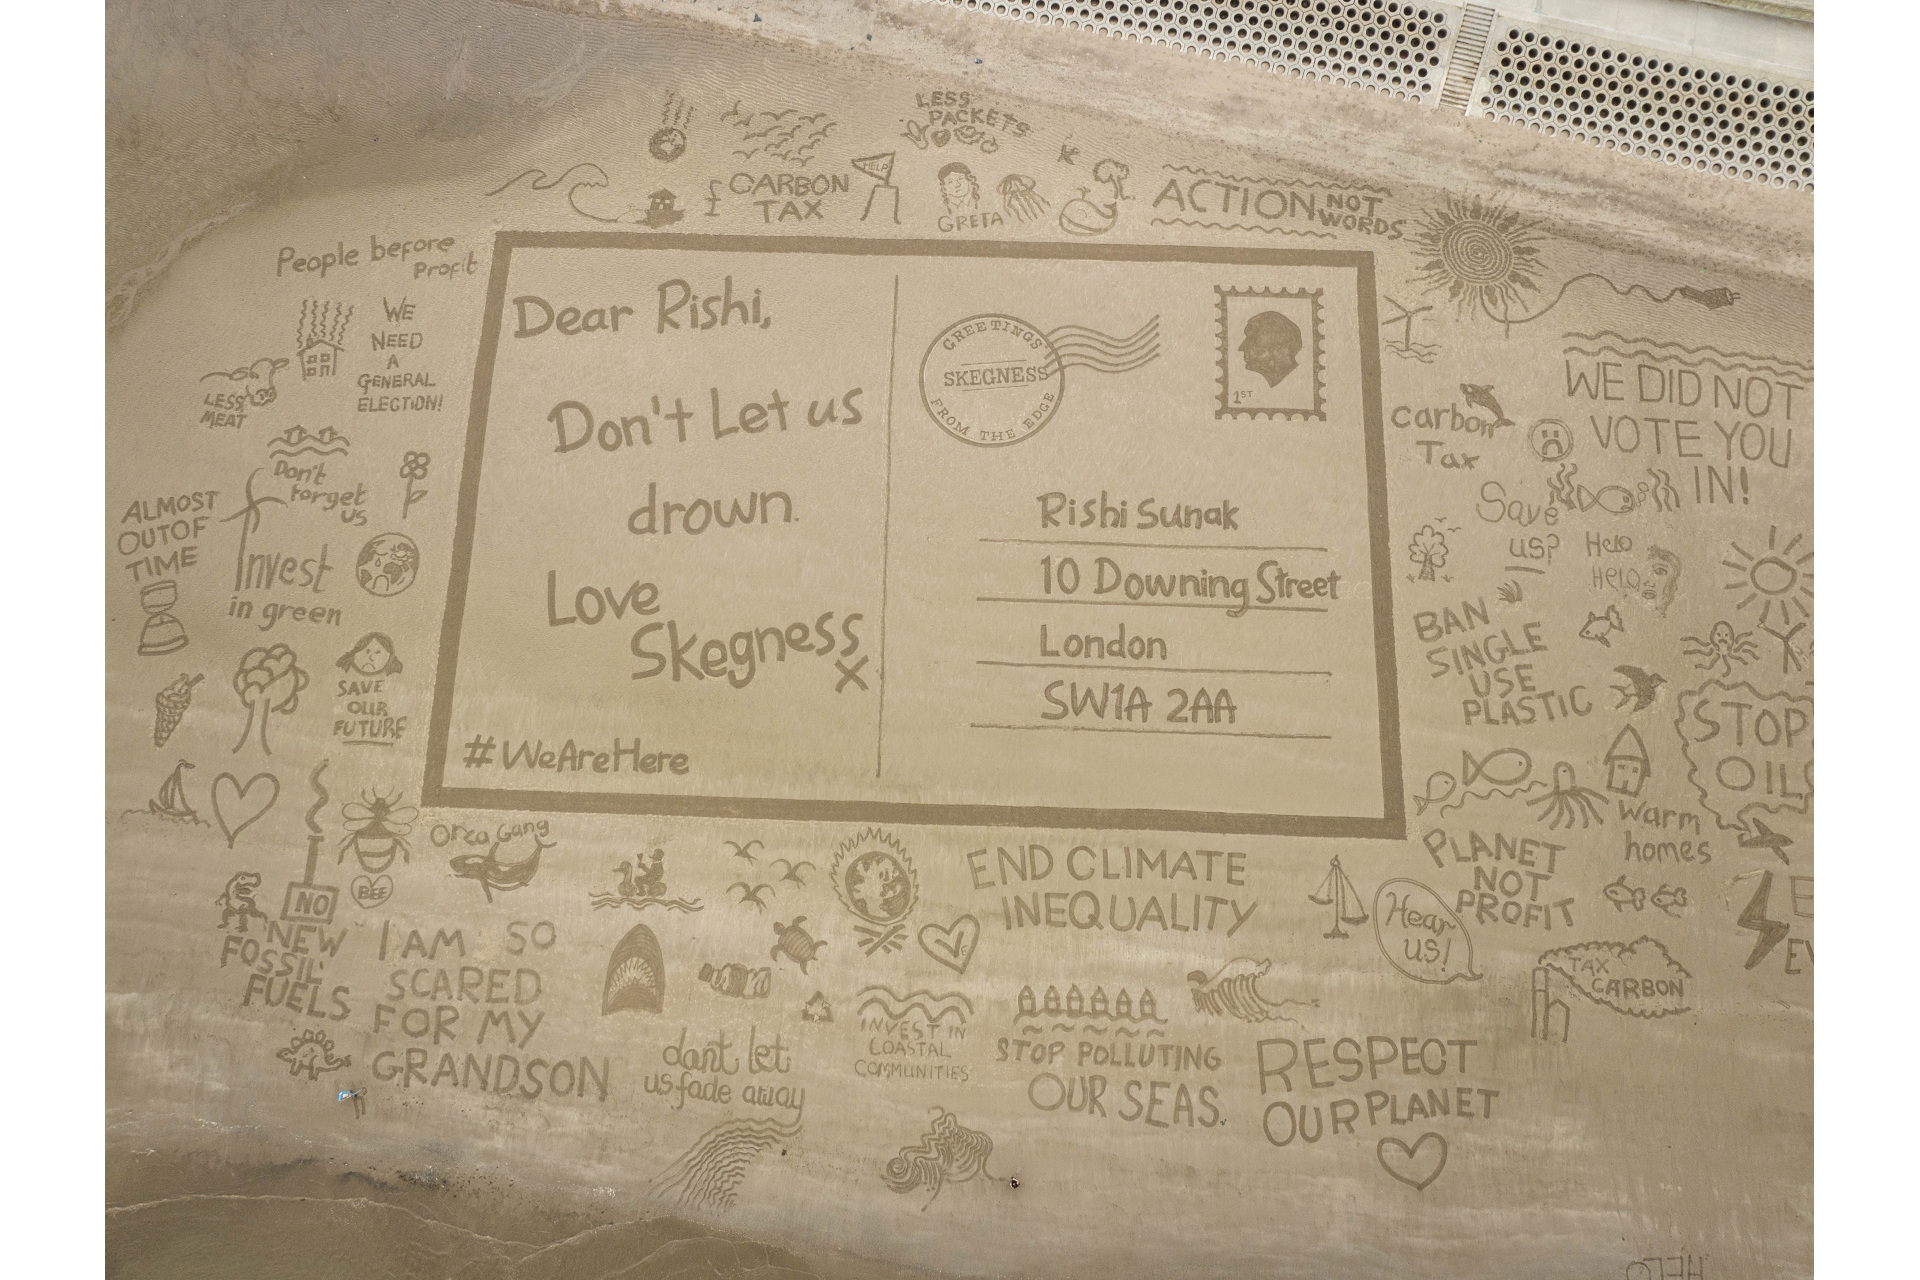 LESS
PACKETS
£ CARBON
TAX
HELP
GRETA
ACTION NOT
WORDS
People before
Profit
WE
NEED
A
GENERAL
ELECTION!
LESS
MEAT
Don't
forget
us
ALMOST
OUT OF
TIME
Invest
in green
SAVE
OUR
FUTURE
Dear Rishi,
Don't Let us
drown.
Love
Skegness
X
#WeAreHere
GREETINGS
SKEGNESS
FROM THE EDGE
1ST
Rishi Sunak
10 Downing Street
London
SW1A 2AA
WE DID NOT
VOTE YOU
IN!
carbon
Tax
Save
us?
Help
Help
BAN
SINGLE
USE
PLASTIC
STOP
OIL
Warm
homes
PLANET
NOT
PROFIT
Hear
us!
TAX
CARBON
Orca Gang
BEE
NO
NEW
FOSSIL
FUELS
I AM SO
SCARED
FOR MY
GRANDSON
END CLIMATE
INEQUALITY
dont let
us fade away
INVEST IN
COASTAL
COMMUNITIES
STOP POLLUTING
OUR SEAS.
RESPECT
OUR PLANET
HELP